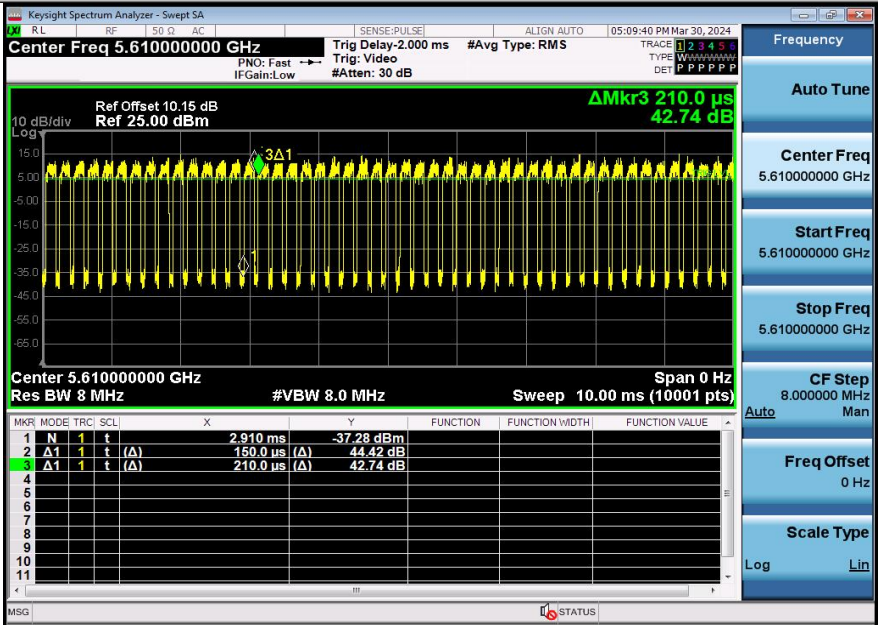 Keysight Spectrum Analyzer - Swept SA
LXI RL RF 50 Ω AC SENSE:PULSE ALIGN AUTO 05:09:40 PM Mar 30, 2024
Center Freq 5.610000000 GHz
PNO: Fast
IFGain:Low
Trig Delay-2.000 ms
Trig: Video
#Atten: 30 dB
#Avg Type: RMS
TRACE 1 2 3 4 5 6
TYPE WWWWWW
DET P P P P P P
ΔMkr3 210.0 µs
42.74 dB
Ref Offset 10.15 dB
10 dB/div Ref 25.00 dBm
Log
15.0
5.00
-5.00
-15.0
-25.0
-35.0
-45.0
-55.0
-65.0
3Δ1
1
Center 5.610000000 GHz Span 0 Hz
Res BW 8 MHz #VBW 8.0 MHz Sweep 10.00 ms (10001 pts)
MKR MODE TRC SCL X Y FUNCTION FUNCTION WIDTH FUNCTION VALUE
1 N 1 t 2.910 ms -37.28 dBm
2 Δ1 1 t (Δ) 150.0 µs (Δ) 44.42 dB
3 Δ1 1 t (Δ) 210.0 µs (Δ) 42.74 dB
4
5
6
7
8
9
10
11
MSG STATUS
Frequency
Auto Tune
Center Freq
5.610000000 GHz
Start Freq
5.610000000 GHz
Stop Freq
5.610000000 GHz
CF Step
8.000000 MHz
Auto Man
Freq Offset
0 Hz
Scale Type
Log Lin